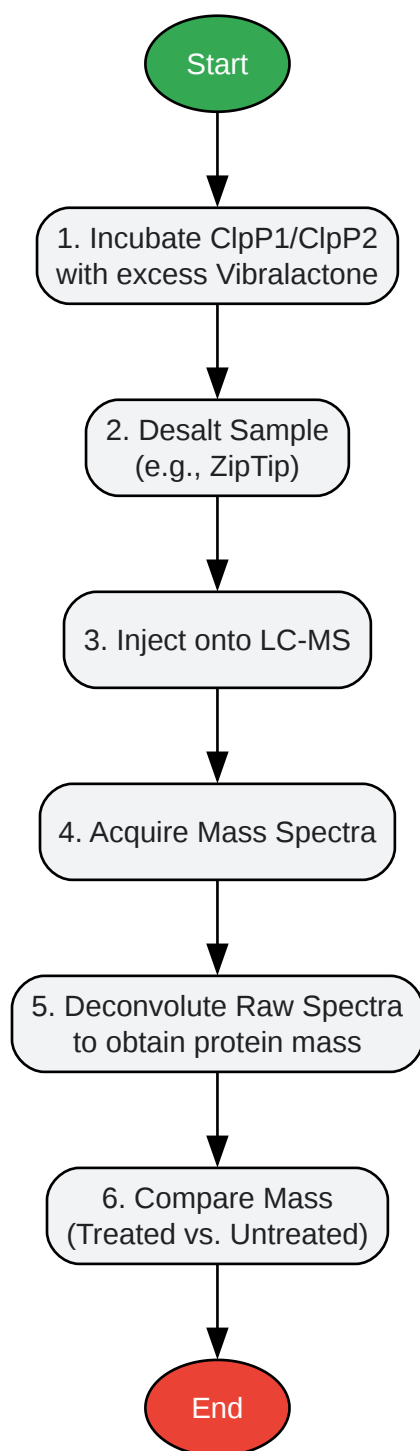 Start
1. Incubate ClpP1/ClpP2
with excess Vibralactone
2. Desalt Sample
(e.g., ZipTip)
3. Inject onto LC-MS
4. Acquire Mass Spectra
5. Deconvolute Raw Spectra
to obtain protein mass
6. Compare Mass
(Treated vs. Untreated)
End